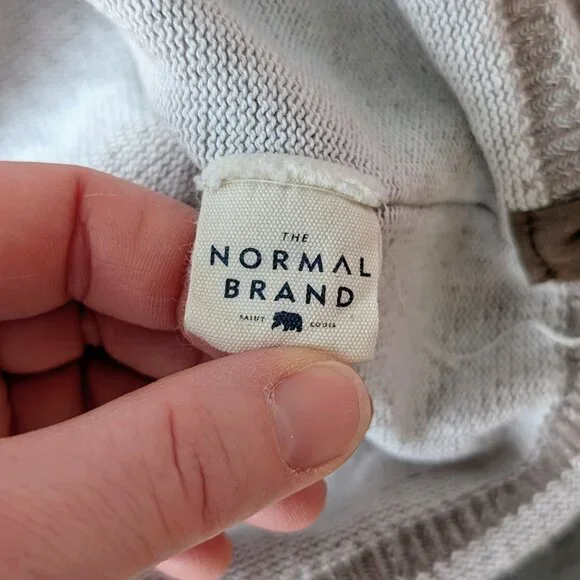 THE
NORMAL
BRAND
SAINT LOUIS